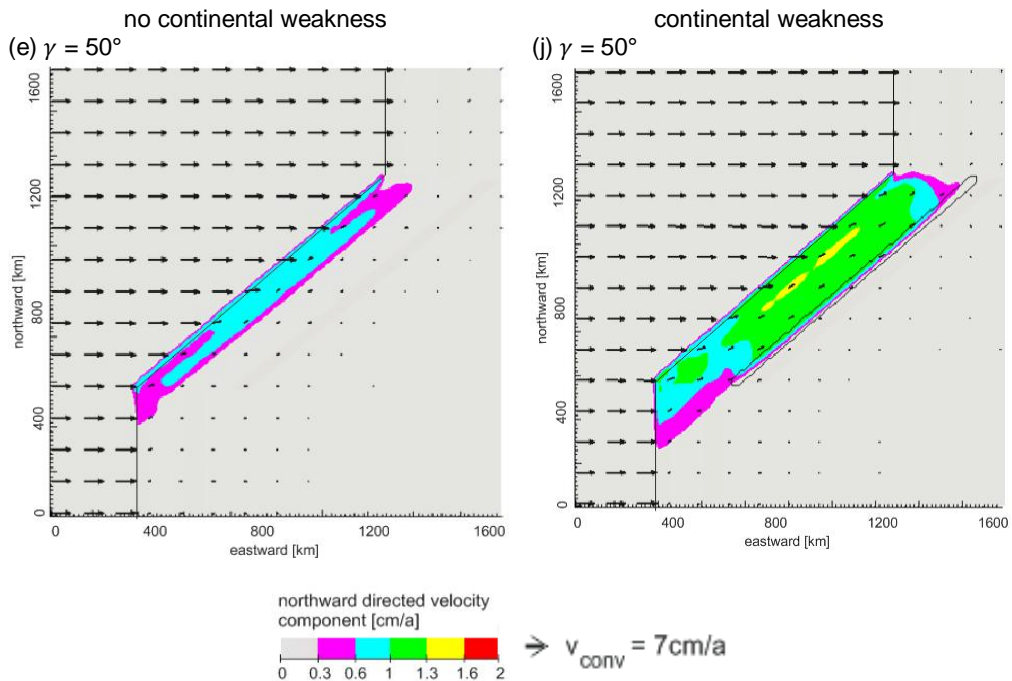 no continental weakness
continental weakness
(e) γ = 50°
(j) γ = 50°
1600
1200
800
400
0
northward [km]
0 400 800 1200 1600
eastward [km]
1600
1200
800
400
0
northward [km]
0 400 800 1200 1600
eastward [km]
northward directed velocity
component [cm/a]
0 0.3 0.6 1 1.3 1.6 2
v conv = 7cm/a